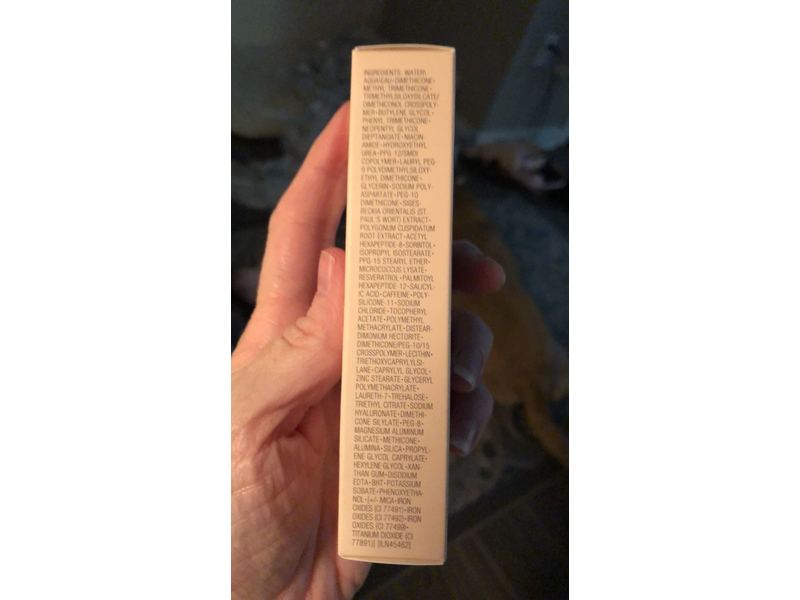 INGREDIENTS: WATER\
AQUA\EAU•DIMETHICONE•
METHYL TRIMETHICONE•
TRIMETHYLSILOXYSILICATE/
DIMETHICONOL CROSSPOLY-
MER•BUTYLENE GLYCOL•
PHENYL TRIMETHICONE•
NEOPENTYL GLYCOL
DIEPTANOATE•NIACIN-
AMIDE•HYDROXYETHYL
UREA•PPG-12/SMDI
COPOLYMER•LAURYL PEG-
9 POLYDIMETHYLSILOX-
ETHYL DIMETHICONE•
GLYCERIN•SODIUM POLY-
ASPARTATE•PEG-10
DIMETHICONE•SIGES-
BECKIA ORIENTALIS (ST.
PAUL'S WORT) EXTRACT•
POLYGONUM CUSPIDATUM
ROOT EXTRACT•ACETYL
HEXAPEPTIDE-8•SORBITOL•
ISOPROPYL ISOSTEARATE•
PPG-15 STEARYL ETHER•
MICROCOCCUS LYSATE•
RESVERATROL•PALMITOYL
HEXAPEPTIDE-12•SALICYL-
IC ACID•CAFFEINE•POLY-
SILICONE-11•SODIUM
CHLORIDE•TOCOPHERYL
ACETATE•POLYMETHYL
METHACRYLATE•DISTEAR-
DIMONIUM HECTORITE•
DIMETHICONE/PEG-10/15
CROSSPOLYMER•LECITHIN•
TRIETHOXYCAPRYLYLSI-
LANE•CAPRYLYL GLYCOL•
ZINC STEARATE•GLYCERYL
POLYMETHACRYLATE•
LAURETH-7•TREHALOSE•
TRIETHYL CITRATE•SODIUM
HYALURONATE•DIMETHI-
CONE SILYLATE•PEG-8•
MAGNESIUM ALUMINUM
SILICATE•METHICONE•
ALUMINA•SILICA•PROPYL-
ENE GLYCOL CAPRYLATE•
HEXYLENE GLYCOL•XAN-
THAN GUM•DISODIUM
EDTA•BHT•POTASSIUM
SORBATE•PHENOXYETHA-
NOL•[+/- MICA•IRON
OXIDES (CI 77491)•IRON
OXIDES (CI 77492)•IRON
OXIDES (CI 77499)•
TITANIUM DIOXIDE (CI
77891)] [ILN45462]